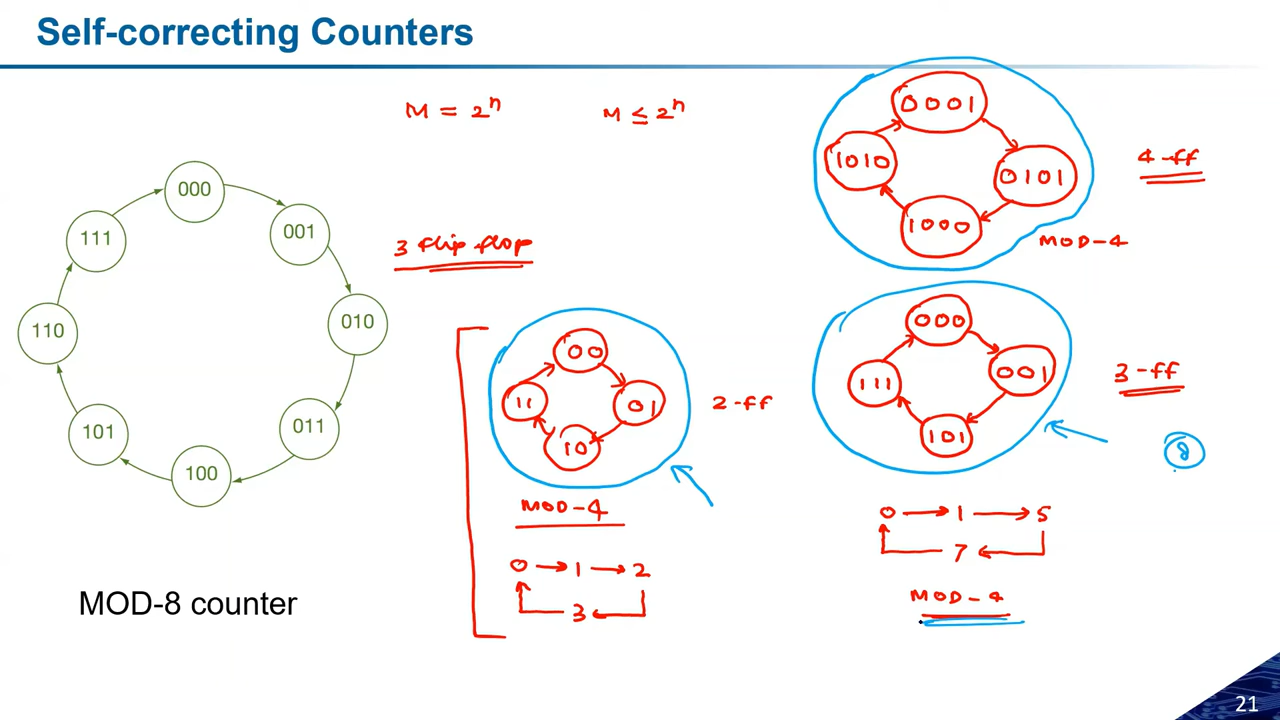 Self-correcting Counters
M = 2^n
M ≤ 2^n
0001
0101
1000
1010
4-ff
MOD-4
000
001
010
011
100
101
110
111
3 flip flop
MOD-8 counter
00
01
10
11
2-ff
MOD-4
0 → 1 → 2
3
000
001
101
111
3-ff
8
0 → 1 → 5
7
MOD-4
21